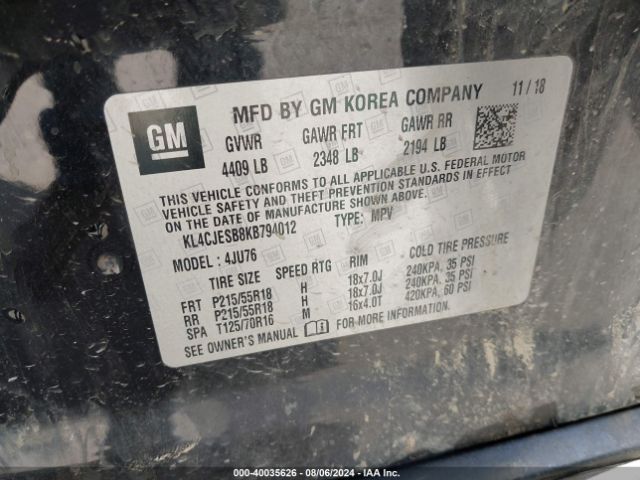 MFD BY GM KOREA COMPANY 11/18
GM
GVWR GAWR FRT GAWR RR
4409 LB 2348 LB 2194 LB
THIS VEHICLE CONFORMS TO ALL APPLICABLE U.S. FEDERAL MOTOR
VEHICLE SAFETY AND THEFT PREVENTION STANDARDS IN EFFECT
ON THE DATE OF MANUFACTURE SHOWN ABOVE.
KL4CJESB8KB794012 TYPE: MPV
MODEL: 4JU76
TIRE SIZE SPEED RTG RIM COLD TIRE PRESSURE
FRT P215/55R18 H 18x7.0J 240KPA, 35 PSI
RR P215/55R18 H 18x7.0J 240KPA, 35 PSI
SPA T125/70R16 M 16x4.0T 420KPA, 60 PSI
SEE OWNER'S MANUAL FOR MORE INFORMATION
000-40035626 - 08/06/2024 - IAA Inc.